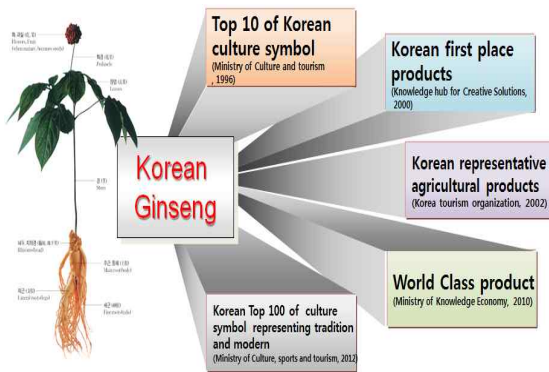 Top 10 of Korean
culture symbol
(Ministry of Culture and tourism
, 1996)
Korean first place
products
(Knowledge hub for Creative Solutions,
2000)
Korean
Ginseng
Korean representative
agricultural products
(Korea tourism organization, 2002)
World Class product
(Ministry of Knowledge Economy, 2010)
Korean Top 100 of culture
symbol representing tradition
and modern
(Ministry of Culture, sports and tourism, 2012)